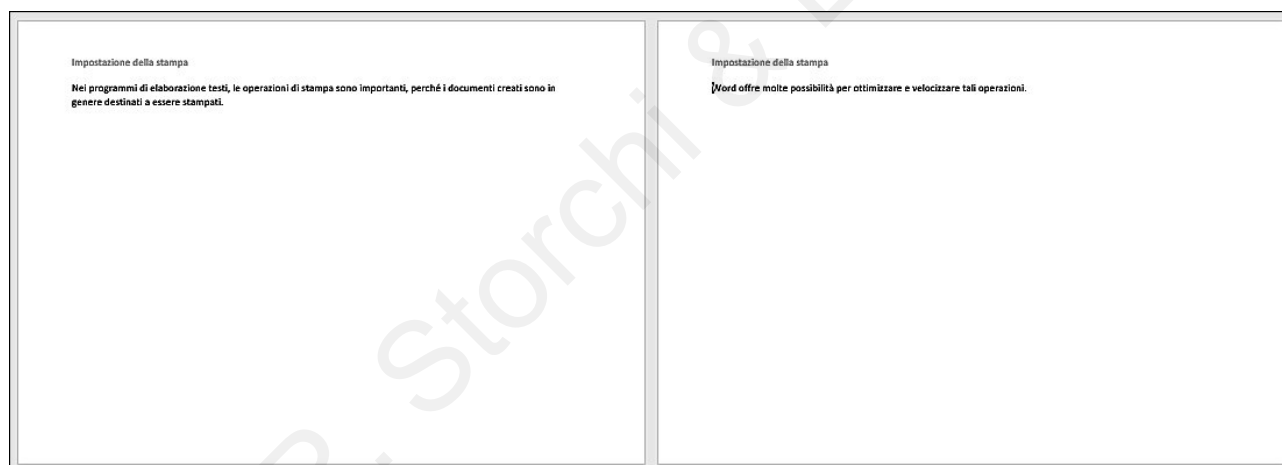 Impostazione della stampa
Nei programmi di elaborazione testi, le operazioni di stampa sono importanti, perché i documenti creati sono in
genere destinati a essere stampati.
Impostazione della stampa
Word offre molte possibilità per ottimizzare e velocizzare tali operazioni.
Storchi &